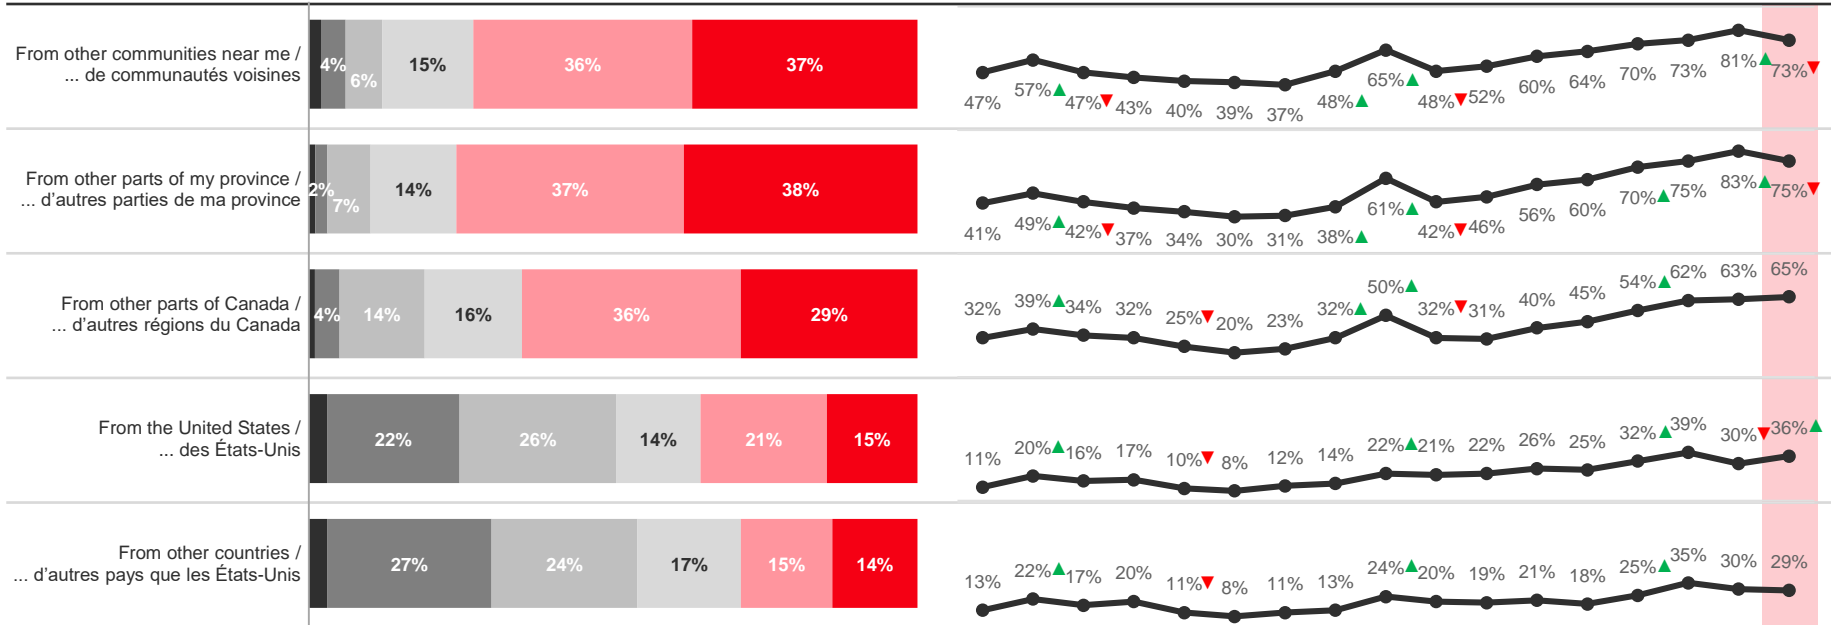 From other communities near me /
... de communautés voisines
4% 6% 15% 36% 37%
47% 57% 47% 43% 40% 39% 37% 48% 65% 48% 52% 60% 64% 70% 73% 81% 73%
From other parts of my province /
... d'autres parties de ma province
2% 7% 14% 37% 38%
41% 49% 42% 37% 34% 30% 31% 38% 61% 42% 46% 56% 60% 70% 75% 83% 75%
From other parts of Canada /
... d'autres régions du Canada
4% 14% 16% 36% 29%
32% 39% 34% 32% 25% 20% 23% 32% 50% 32% 31% 40% 45% 54% 62% 63% 65%
From the United States /
... des États-Unis
22% 26% 14% 21% 15%
11% 20% 16% 17% 10% 8% 12% 14% 22% 21% 22% 26% 25% 32% 39% 30% 36%
From other countries /
... d'autres pays que les États-Unis
27% 24% 17% 15% 14%
13% 22% 17% 20% 11% 8% 11% 13% 24% 20% 19% 21% 18% 25% 35% 30% 29%